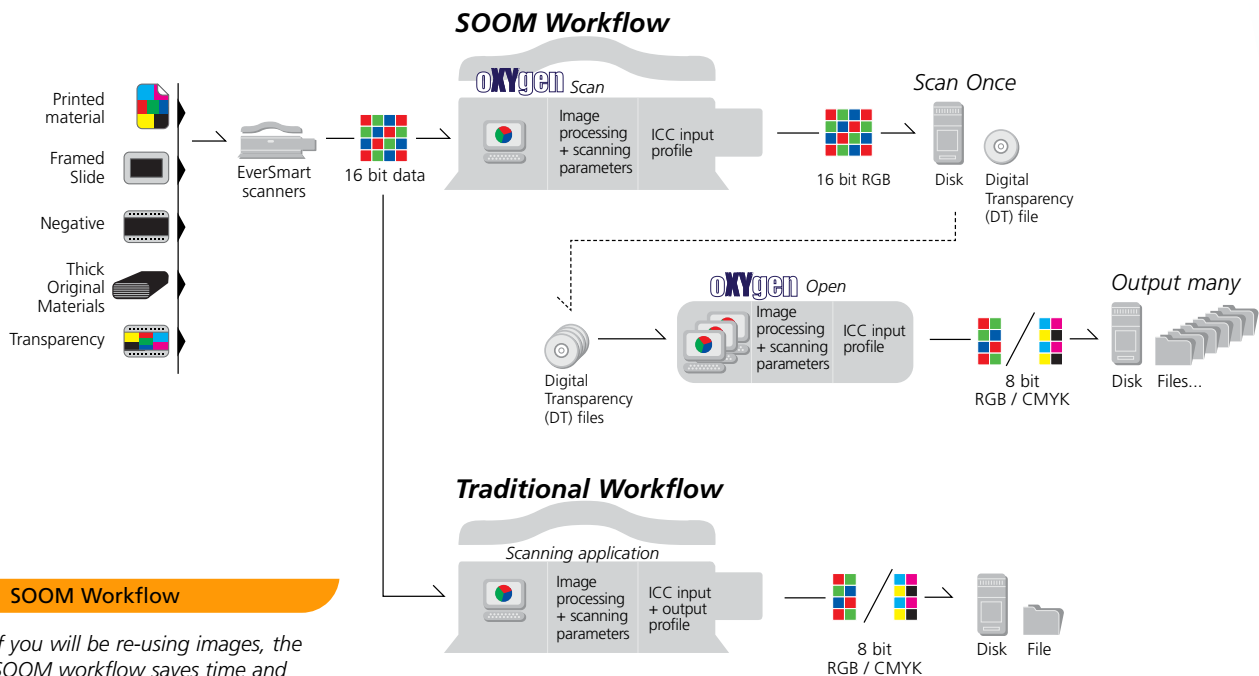 SOOM Workflow
oXYgen Scan
Scan Once
Printed
material
Framed
Slide
Negative
Thick
Original
Materials
Transparency
EverSmart
scanners
16 bit data
Image
processing
+ scanning
parameters
ICC input
profile
16 bit RGB
Disk
Digital
Transparency
(DT) file
oXYgen Open
Output many
Digital
Transparency
(DT) files
Image
processing
+ scanning
parameters
ICC input
profile
8 bit
RGB / CMYK
Disk
Files...
Traditional Workflow
Scanning application
Image
processing
+ scanning
parameters
ICC input
+ output
profile
8 bit
RGB / CMYK
Disk
File
SOOM Workflow
f you will be re-using images, the
SOOM workflow saves time and